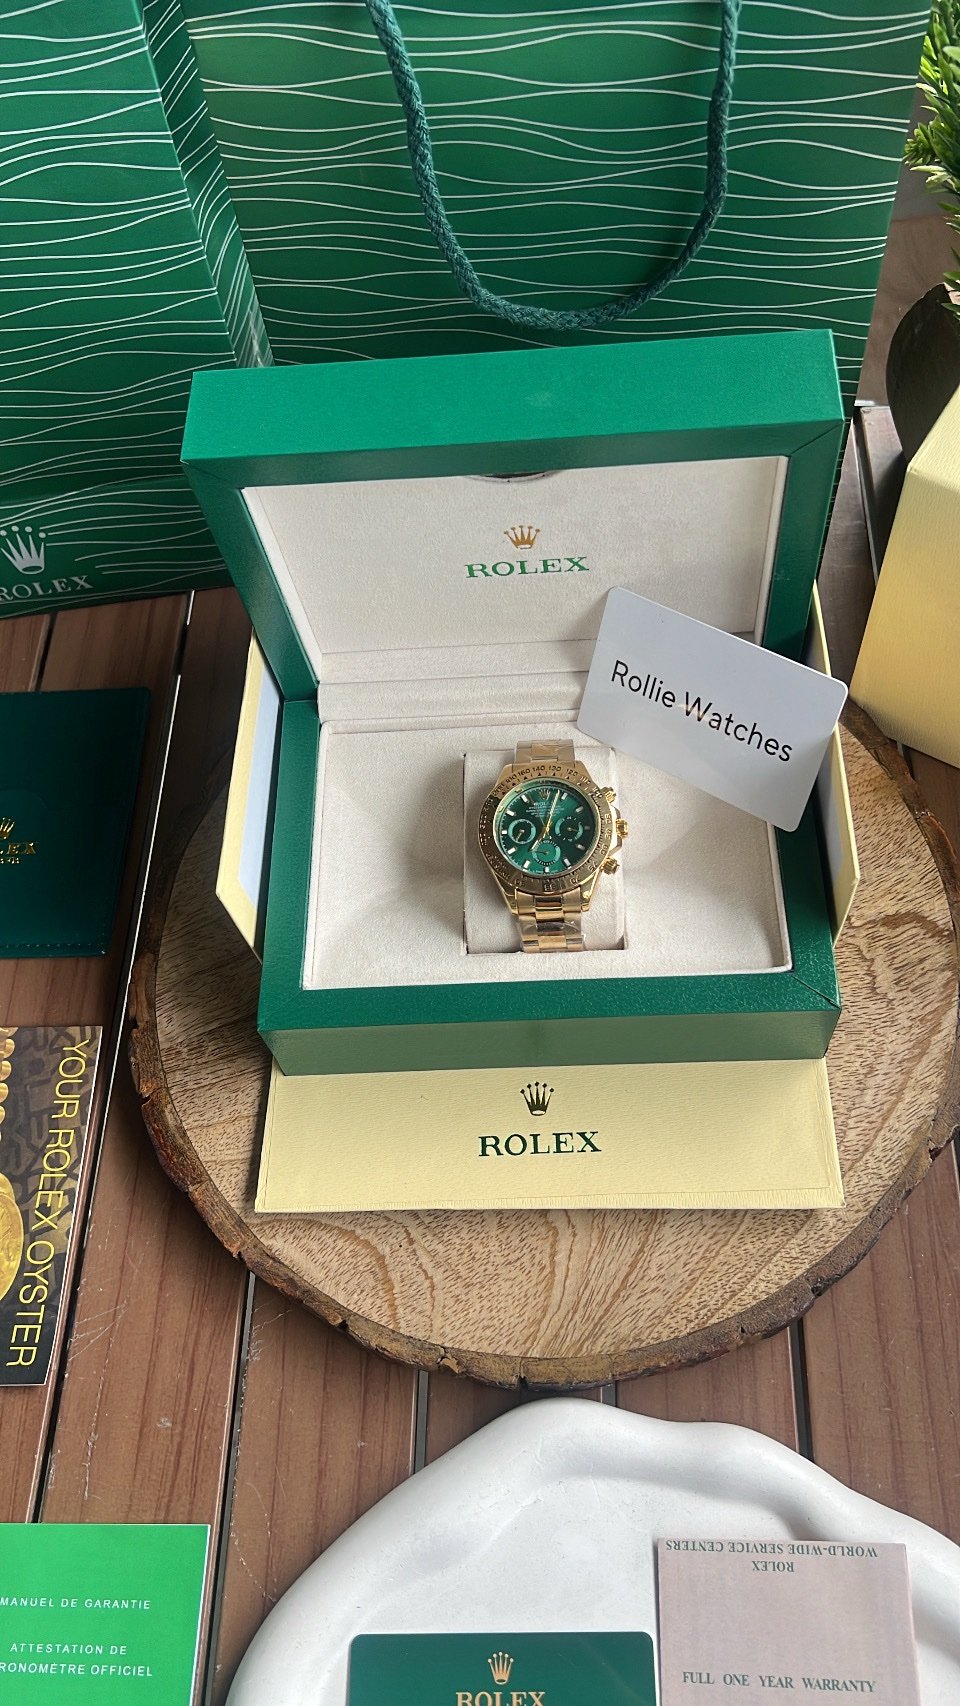 ROLEX
ROLEX
Rollie Watches
ROLEX
YOUR ROLEX OYSTER
MANUEL DE GARANTIE
ATTESTATION DE
RONOMÈTRE OFFICIEL
WORLD-WIDE SERVICE CENTERS
ROLEX
FULL ONE YEAR WARRANTY
ROLEX